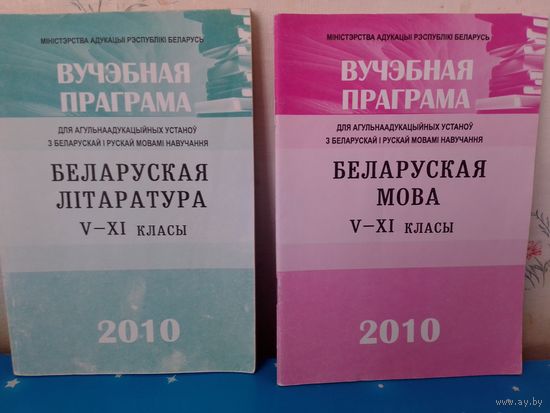 МІНІСТЭРСТВА АДУКАЦЫІ РЭСПУБЛІКІ БЕЛАРУСЬ
ВУЧЭБНАЯ
ПРАГРАМА
ДЛЯ АГУЛЬНААДУКАЦЫЙНЫХ УСТАНОЎ
З БЕЛАРУСКАЙ І РУСКАЙ МОВАМІ НАВУЧАННЯ
БЕЛАРУСКАЯ
ЛІТАРАТУРА
V–XI КЛАСЫ
2010
МІНІСТЭРСТВА АДУКАЦЫІ РЭСПУБЛІКІ БЕЛАРУСЬ
ВУЧЭБНАЯ
ПРАГРАМА
ДЛЯ АГУЛЬНААДУКАЦЫЙНЫХ УСТАНОЎ
З БЕЛАРУСКАЙ І РУСКАЙ МОВАМІ НАВУЧАННЯ
БЕЛАРУСКАЯ
МОВА
V–XI КЛАСЫ
2010
www.ay.by